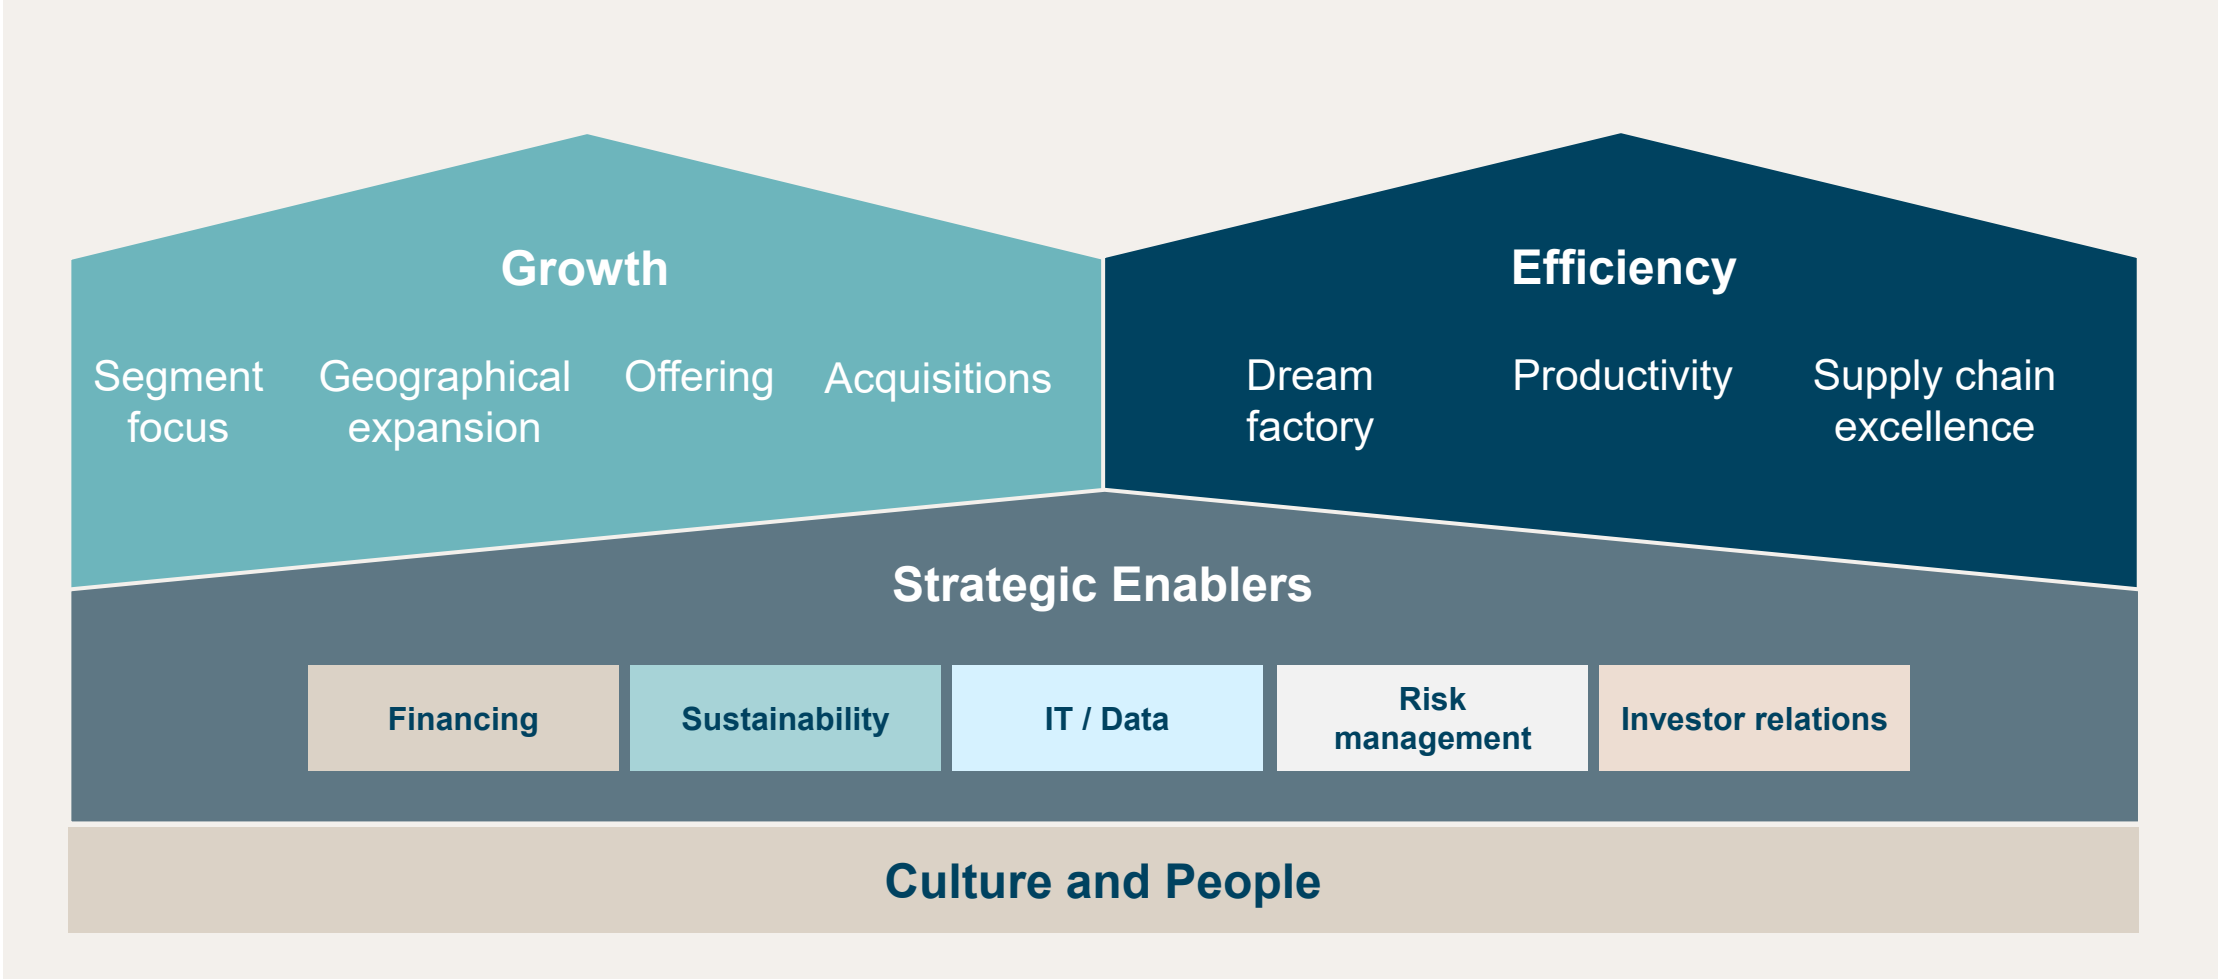 Growth
Segment
focus
Geographical
expansion
Offering
Acquisitions
Efficiency
Dream
factory
Productivity
Supply chain
excellence
Strategic Enablers
Financing
Sustainability
IT / Data
Risk
management
Investor relations
Culture and People